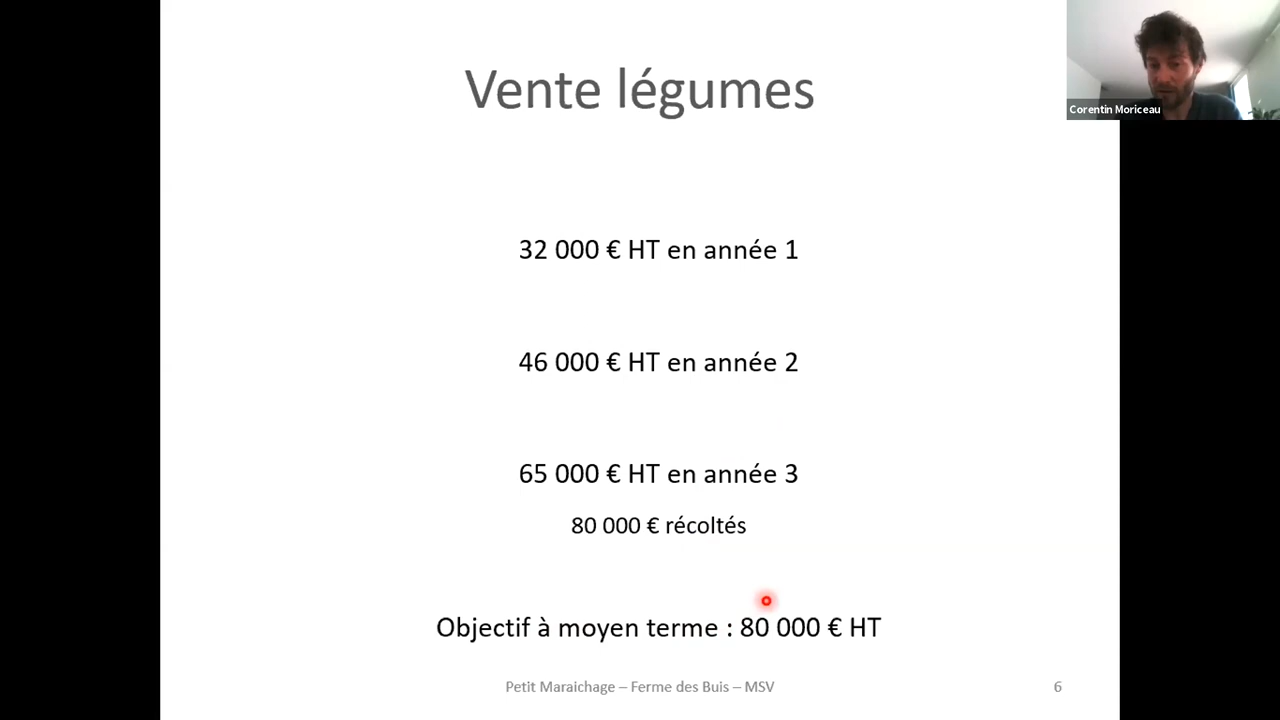 Vente légumes
Corentin Moriceau
32 000 € HT en année 1
46 000 € HT en année 2
65 000 € HT en année 3
80 000 € récoltés
Objectif à moyen terme : 80 000 € HT
Petit Maraichage – Ferme des Buis – MSV
6